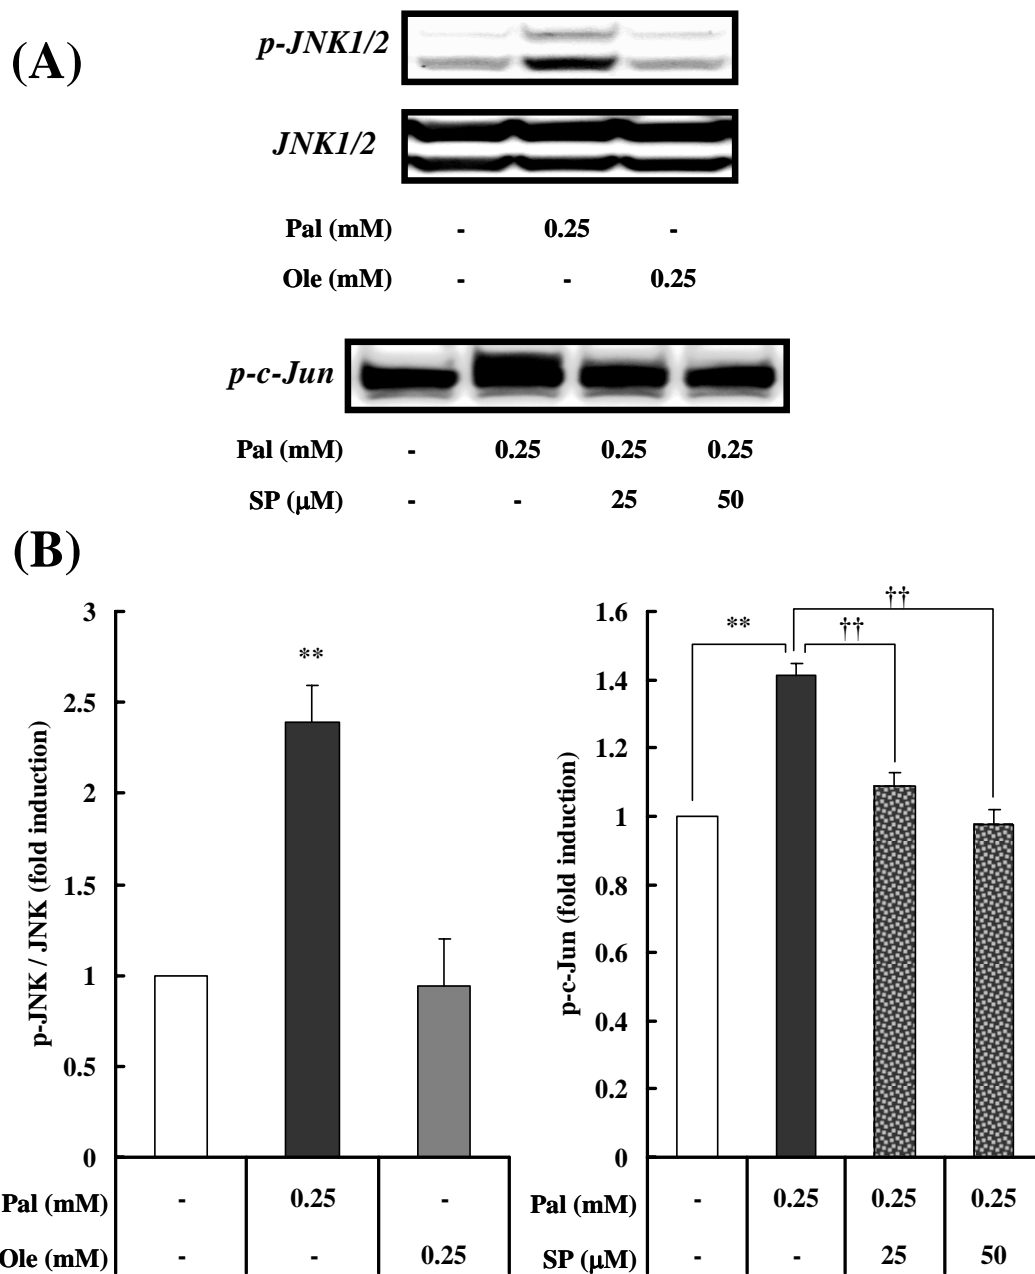 (A)
p-JNK1/2
JNK1/2
Pal (mM) - 0.25 -
Ole (mM) - - 0.25
p-c-Jun
Pal (mM) - 0.25 0.25 0.25
SP (μM) - - 25 50
(B)
p-JNK / JNK (fold induction)
3
2.5
2
1.5
1
0.5
0
**
Pal (mM) - 0.25 -
Ole (mM) - - 0.25
p-c-Jun (fold induction)
1.6
1.4
1.2
1
0.8
0.6
0.4
0.2
0
††
** ††
Pal (mM) - 0.25 0.25 0.25
SP (μM) - - 25 50